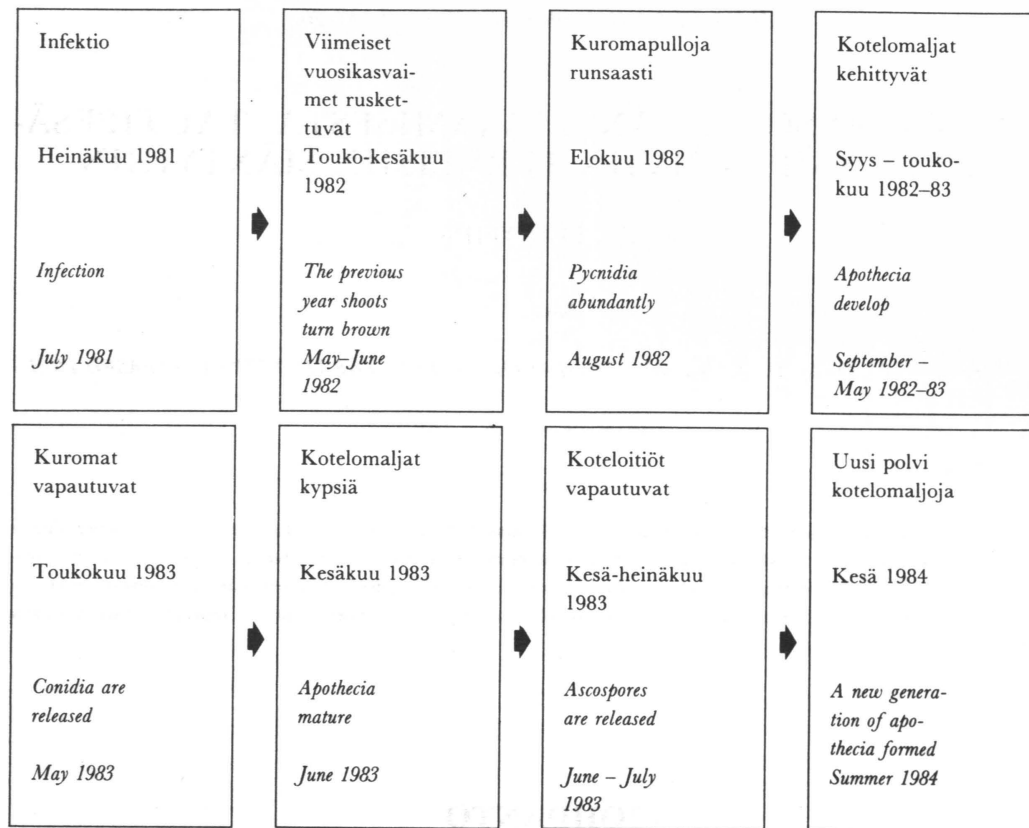 Infektio
Heinäkuu 1981
Infection
July 1981
Viimeiset
vuosikasvai-
met rusket-
tuvat
Touko-kesäkuu
1982
The previous
year shoots
turn brown
May–June
1982
Kuromapulloja
runsaasti
Elokuu 1982
Pycnidia
abundantly
August 1982
Kotelomaljat
kehittyvät
Syys – touko-
kuu 1982–83
Apothecia
develop
September –
May 1982–83
Kuromat
vapautuvat
Toukokuu 1983
Conidia are
released
May 1983
Kotelomaljat
kypsiä
Kesäkuu 1983
Apothecia
mature
June 1983
Koteloitiöt
vapautuvat
Kesä-heinäkuu
1983
Ascospores
are released
June – July
1983
Uusi polvi
kotelomaljoja
Kesä 1984
A new genera-
tion of apo-
thecia formed
Summer 1984